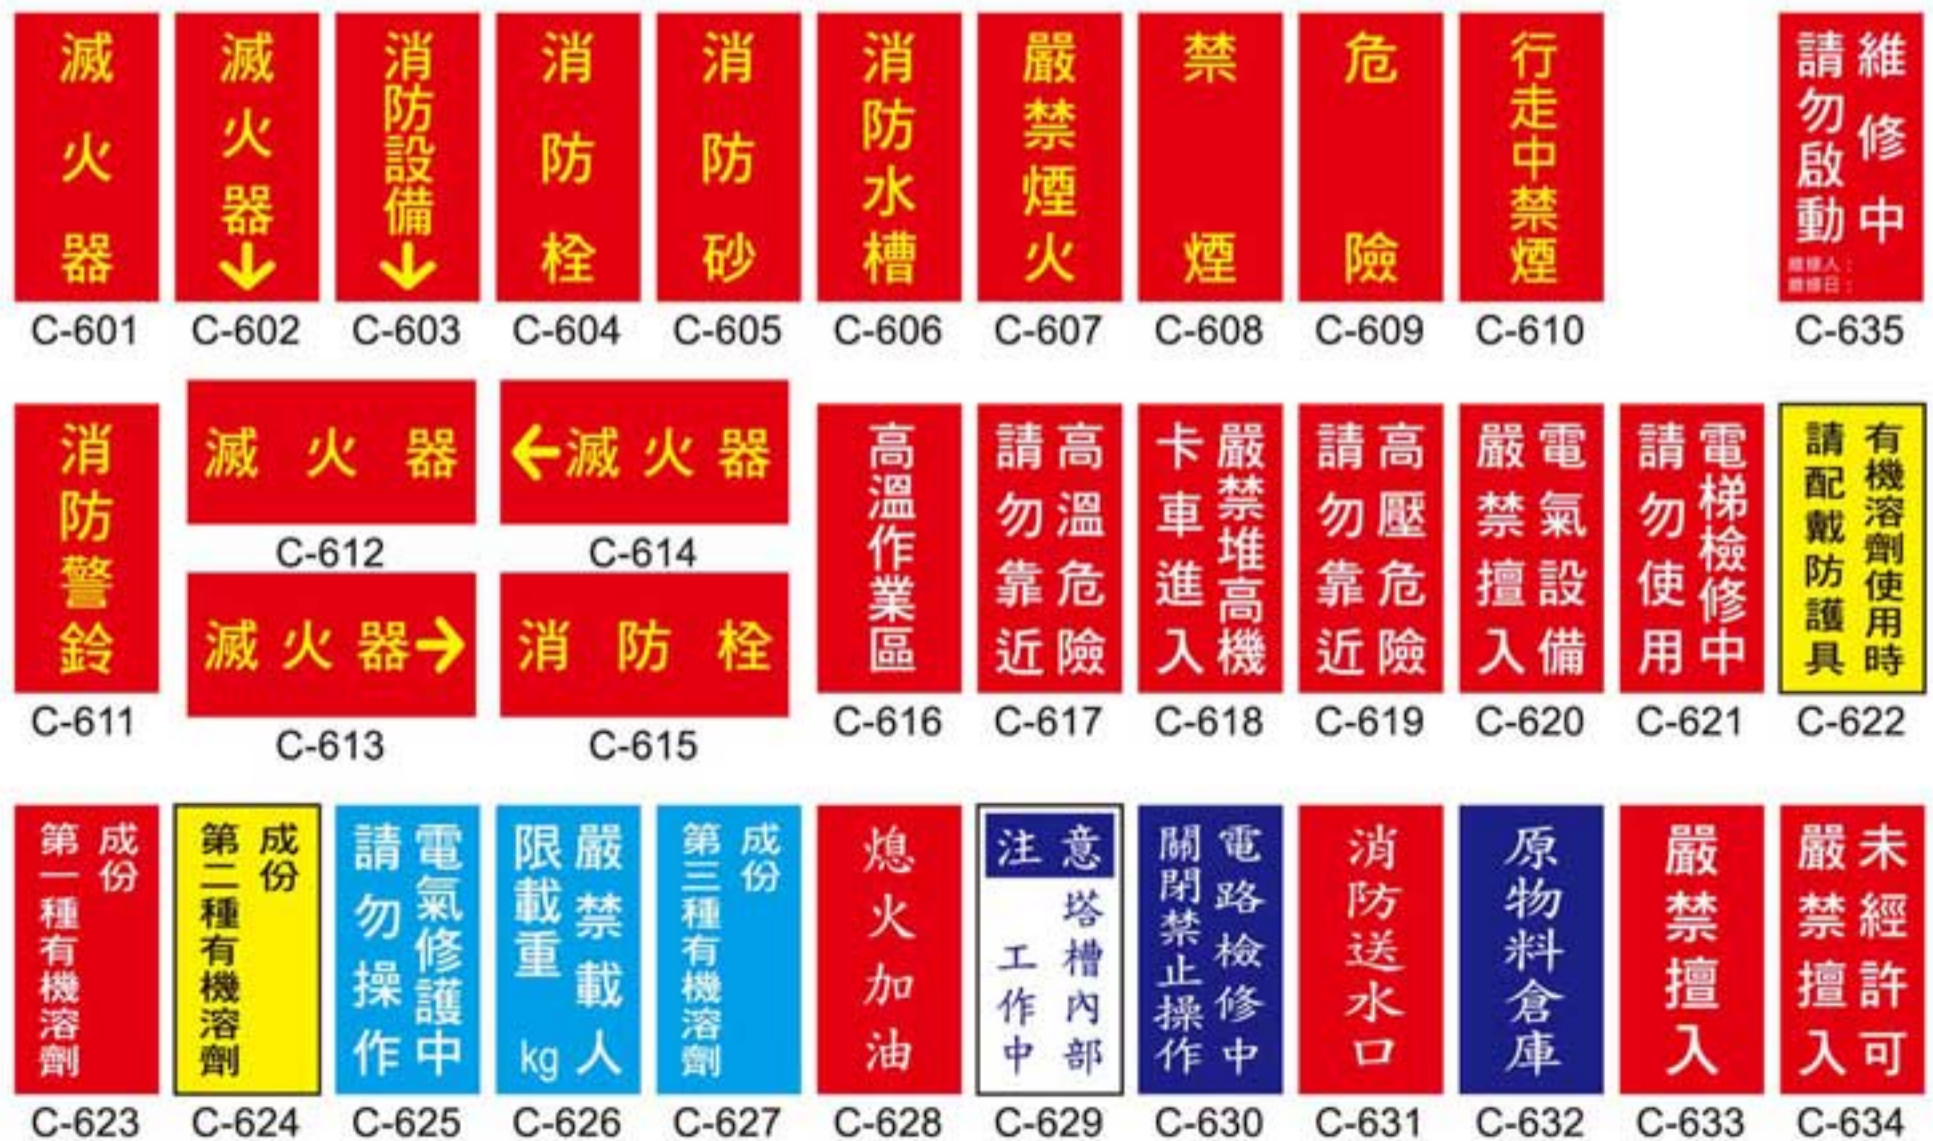 滅火器
C-601
滅火器↓
C-602
消防設備↓
C-603
消防栓
C-604
消防砂
C-605
消防水槽
C-606
嚴禁煙火
C-607
禁煙
C-608
危險
C-609
行走中禁煙
C-610
維修中
請勿啟動
維修人：
維修日：
C-635
消防警鈴
C-611
滅火器
C-612
滅火器→
C-613
←滅火器
C-614
消防栓
C-615
高溫作業區
C-616
高溫危險
請勿靠近
C-617
嚴禁堆高機
卡車進入
C-618
高壓危險
請勿靠近
C-619
電氣設備
嚴禁擅入
C-620
電梯檢修中
請勿使用
C-621
有機溶劑使用時
請配戴防護具
C-622
成份
第一種有機溶劑
C-623
成份
第二種有機溶劑
C-624
電氣修護中
請勿操作
C-625
嚴禁載人
限載重 kg
C-626
成份
第三種有機溶劑
C-627
熄火加油
C-628
注意
塔槽內部
工作中
C-629
電路檢修中
關閉禁止操作
C-630
消防送水口
C-631
原物料倉庫
C-632
嚴禁擅入
C-633
未經許可
嚴禁擅入
C-634